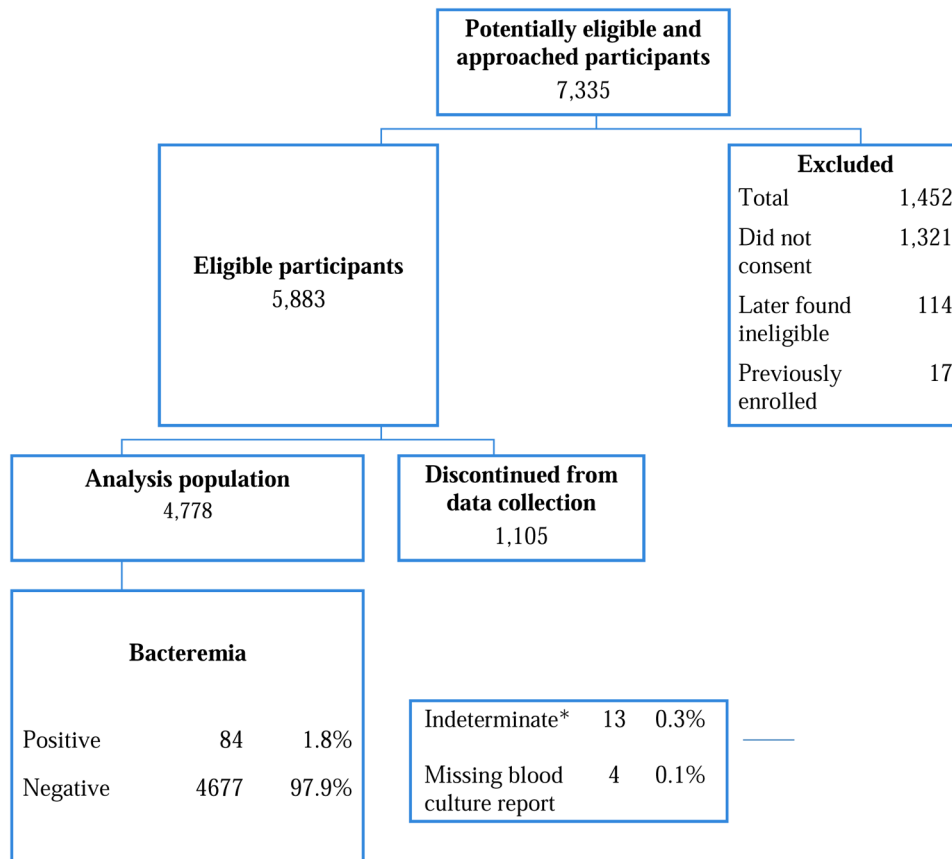 Potentially eligible and
approached participants
7,335
Eligible participants
5,883
Excluded
Total 1,452
Did not 1,321
consent
Later found 114
ineligible
Previously 17
enrolled
Analysis population
4,778
Discontinued from
data collection
1,105
Bacteremia
Positive 84 1.8%
Negative 4677 97.9%
Indeterminate* 13 0.3%
Missing blood 4 0.1%
culture report